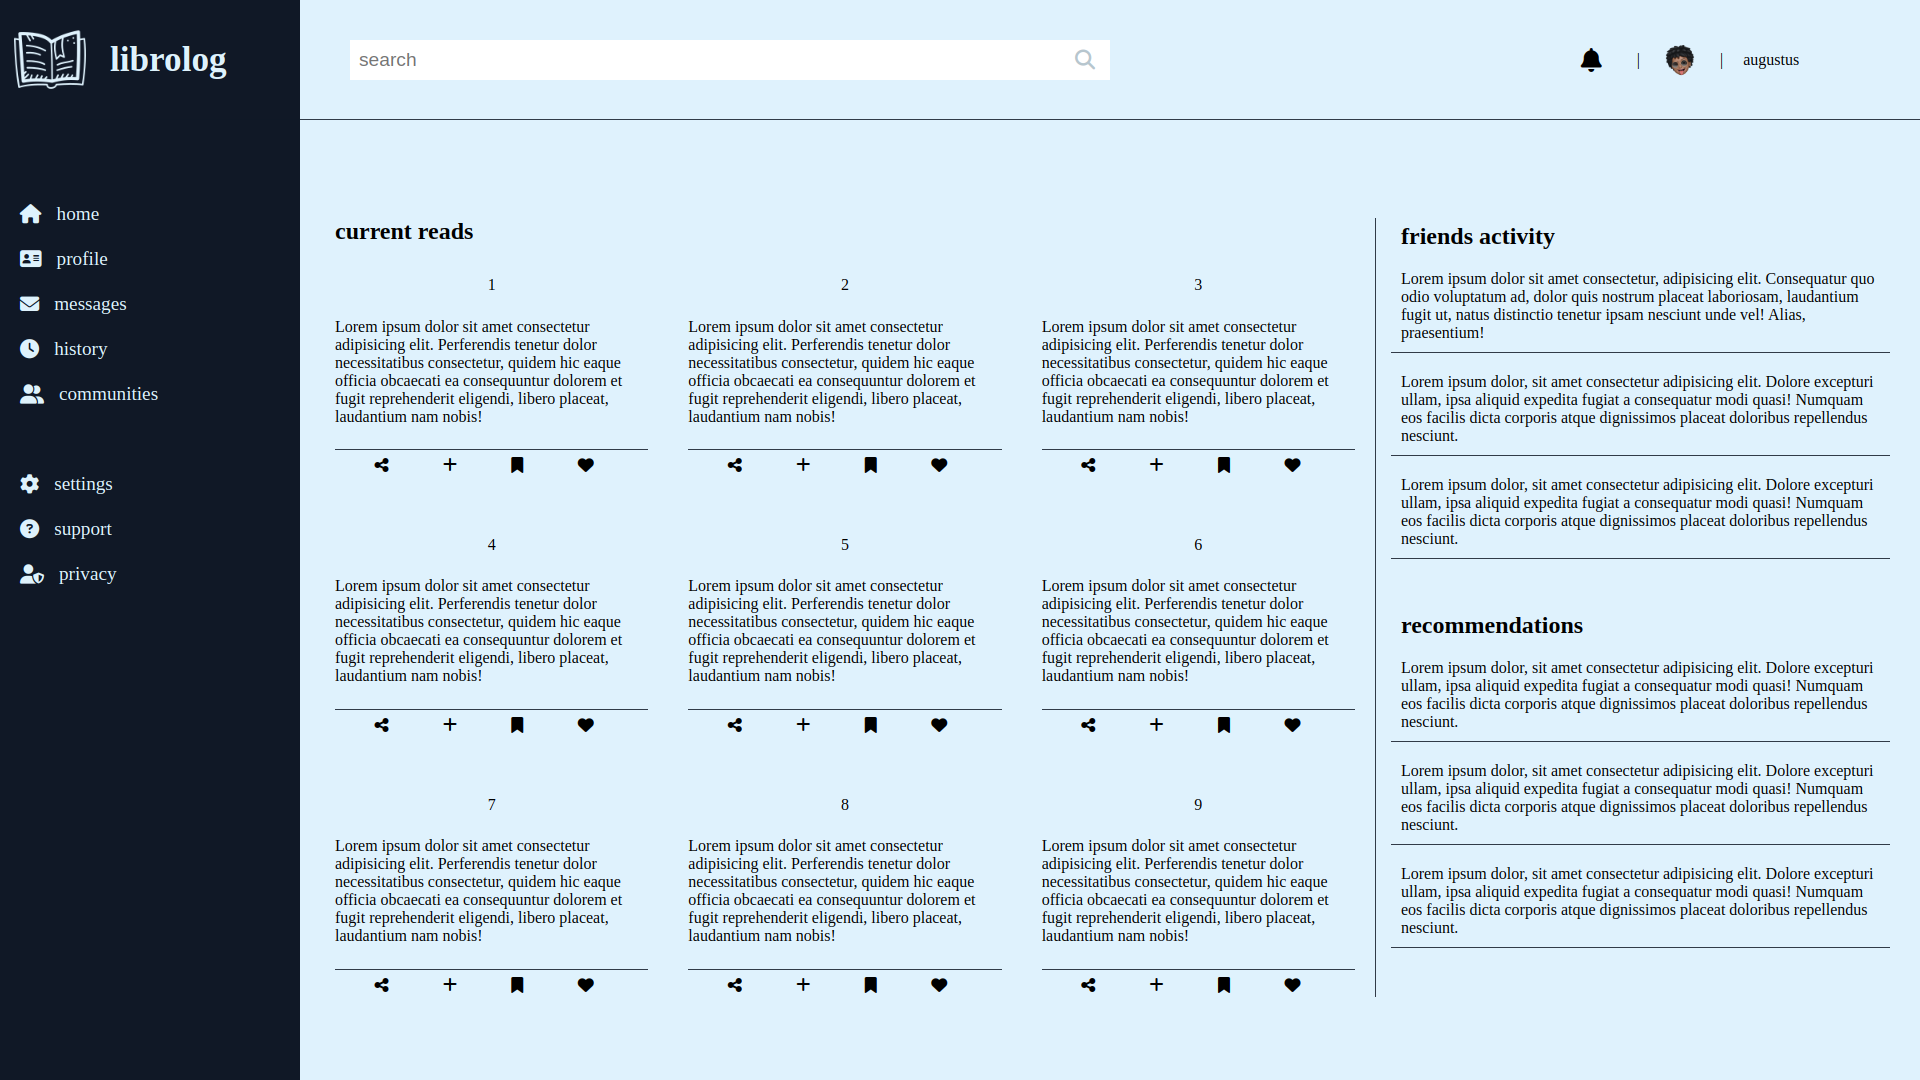 librolog
home
profile
messages
history
communities
settings
support
privacy
search
|
|
augustus
current reads
1
Lorem ipsum dolor sit amet consectetur
adipisicing elit. Perferendis tenetur dolor
necessitatibus consectetur, quidem hic eaque
officia obcaecati ea consequuntur dolorem et
fugit reprehenderit eligendi, libero placeat,
laudantium nam nobis!
2
Lorem ipsum dolor sit amet consectetur
adipisicing elit. Perferendis tenetur dolor
necessitatibus consectetur, quidem hic eaque
officia obcaecati ea consequuntur dolorem et
fugit reprehenderit eligendi, libero placeat,
laudantium nam nobis!
3
Lorem ipsum dolor sit amet consectetur
adipisicing elit. Perferendis tenetur dolor
necessitatibus consectetur, quidem hic eaque
officia obcaecati ea consequuntur dolorem et
fugit reprehenderit eligendi, libero placeat,
laudantium nam nobis!
4
Lorem ipsum dolor sit amet consectetur
adipisicing elit. Perferendis tenetur dolor
necessitatibus consectetur, quidem hic eaque
officia obcaecati ea consequuntur dolorem et
fugit reprehenderit eligendi, libero placeat,
laudantium nam nobis!
5
Lorem ipsum dolor sit amet consectetur
adipisicing elit. Perferendis tenetur dolor
necessitatibus consectetur, quidem hic eaque
officia obcaecati ea consequuntur dolorem et
fugit reprehenderit eligendi, libero placeat,
laudantium nam nobis!
6
Lorem ipsum dolor sit amet consectetur
adipisicing elit. Perferendis tenetur dolor
necessitatibus consectetur, quidem hic eaque
officia obcaecati ea consequuntur dolorem et
fugit reprehenderit eligendi, libero placeat,
laudantium nam nobis!
7
Lorem ipsum dolor sit amet consectetur
adipisicing elit. Perferendis tenetur dolor
necessitatibus consectetur, quidem hic eaque
officia obcaecati ea consequuntur dolorem et
fugit reprehenderit eligendi, libero placeat,
laudantium nam nobis!
8
Lorem ipsum dolor sit amet consectetur
adipisicing elit. Perferendis tenetur dolor
necessitatibus consectetur, quidem hic eaque
officia obcaecati ea consequuntur dolorem et
fugit reprehenderit eligendi, libero placeat,
laudantium nam nobis!
9
Lorem ipsum dolor sit amet consectetur
adipisicing elit. Perferendis tenetur dolor
necessitatibus consectetur, quidem hic eaque
officia obcaecati ea consequuntur dolorem et
fugit reprehenderit eligendi, libero placeat,
laudantium nam nobis!
friends activity
Lorem ipsum dolor sit amet consectetur, adipisicing elit. Consequatur quo
odio voluptatum ad, dolor quis nostrum placeat laboriosam, laudantium
fugit ut, natus distinctio tenetur ipsam nesciunt unde vel! Alias,
praesentium!
Lorem ipsum dolor, sit amet consectetur adipisicing elit. Dolore excepturi
ullam, ipsa aliquid expedita fugiat a consequatur modi quasi! Numquam
eos facilis dicta corporis atque dignissimos placeat doloribus repellendus
nesciunt.
Lorem ipsum dolor, sit amet consectetur adipisicing elit. Dolore excepturi
ullam, ipsa aliquid expedita fugiat a consequatur modi quasi! Numquam
eos facilis dicta corporis atque dignissimos placeat doloribus repellendus
nesciunt.
recommendations
Lorem ipsum dolor, sit amet consectetur adipisicing elit. Dolore excepturi
ullam, ipsa aliquid expedita fugiat a consequatur modi quasi! Numquam
eos facilis dicta corporis atque dignissimos placeat doloribus repellendus
nesciunt.
Lorem ipsum dolor, sit amet consectetur adipisicing elit. Dolore excepturi
ullam, ipsa aliquid expedita fugiat a consequatur modi quasi! Numquam
eos facilis dicta corporis atque dignissimos placeat doloribus repellendus
nesciunt.
Lorem ipsum dolor, sit amet consectetur adipisicing elit. Dolore excepturi
ullam, ipsa aliquid expedita fugiat a consequatur modi quasi! Numquam
eos facilis dicta corporis atque dignissimos placeat doloribus repellendus
nesciunt.